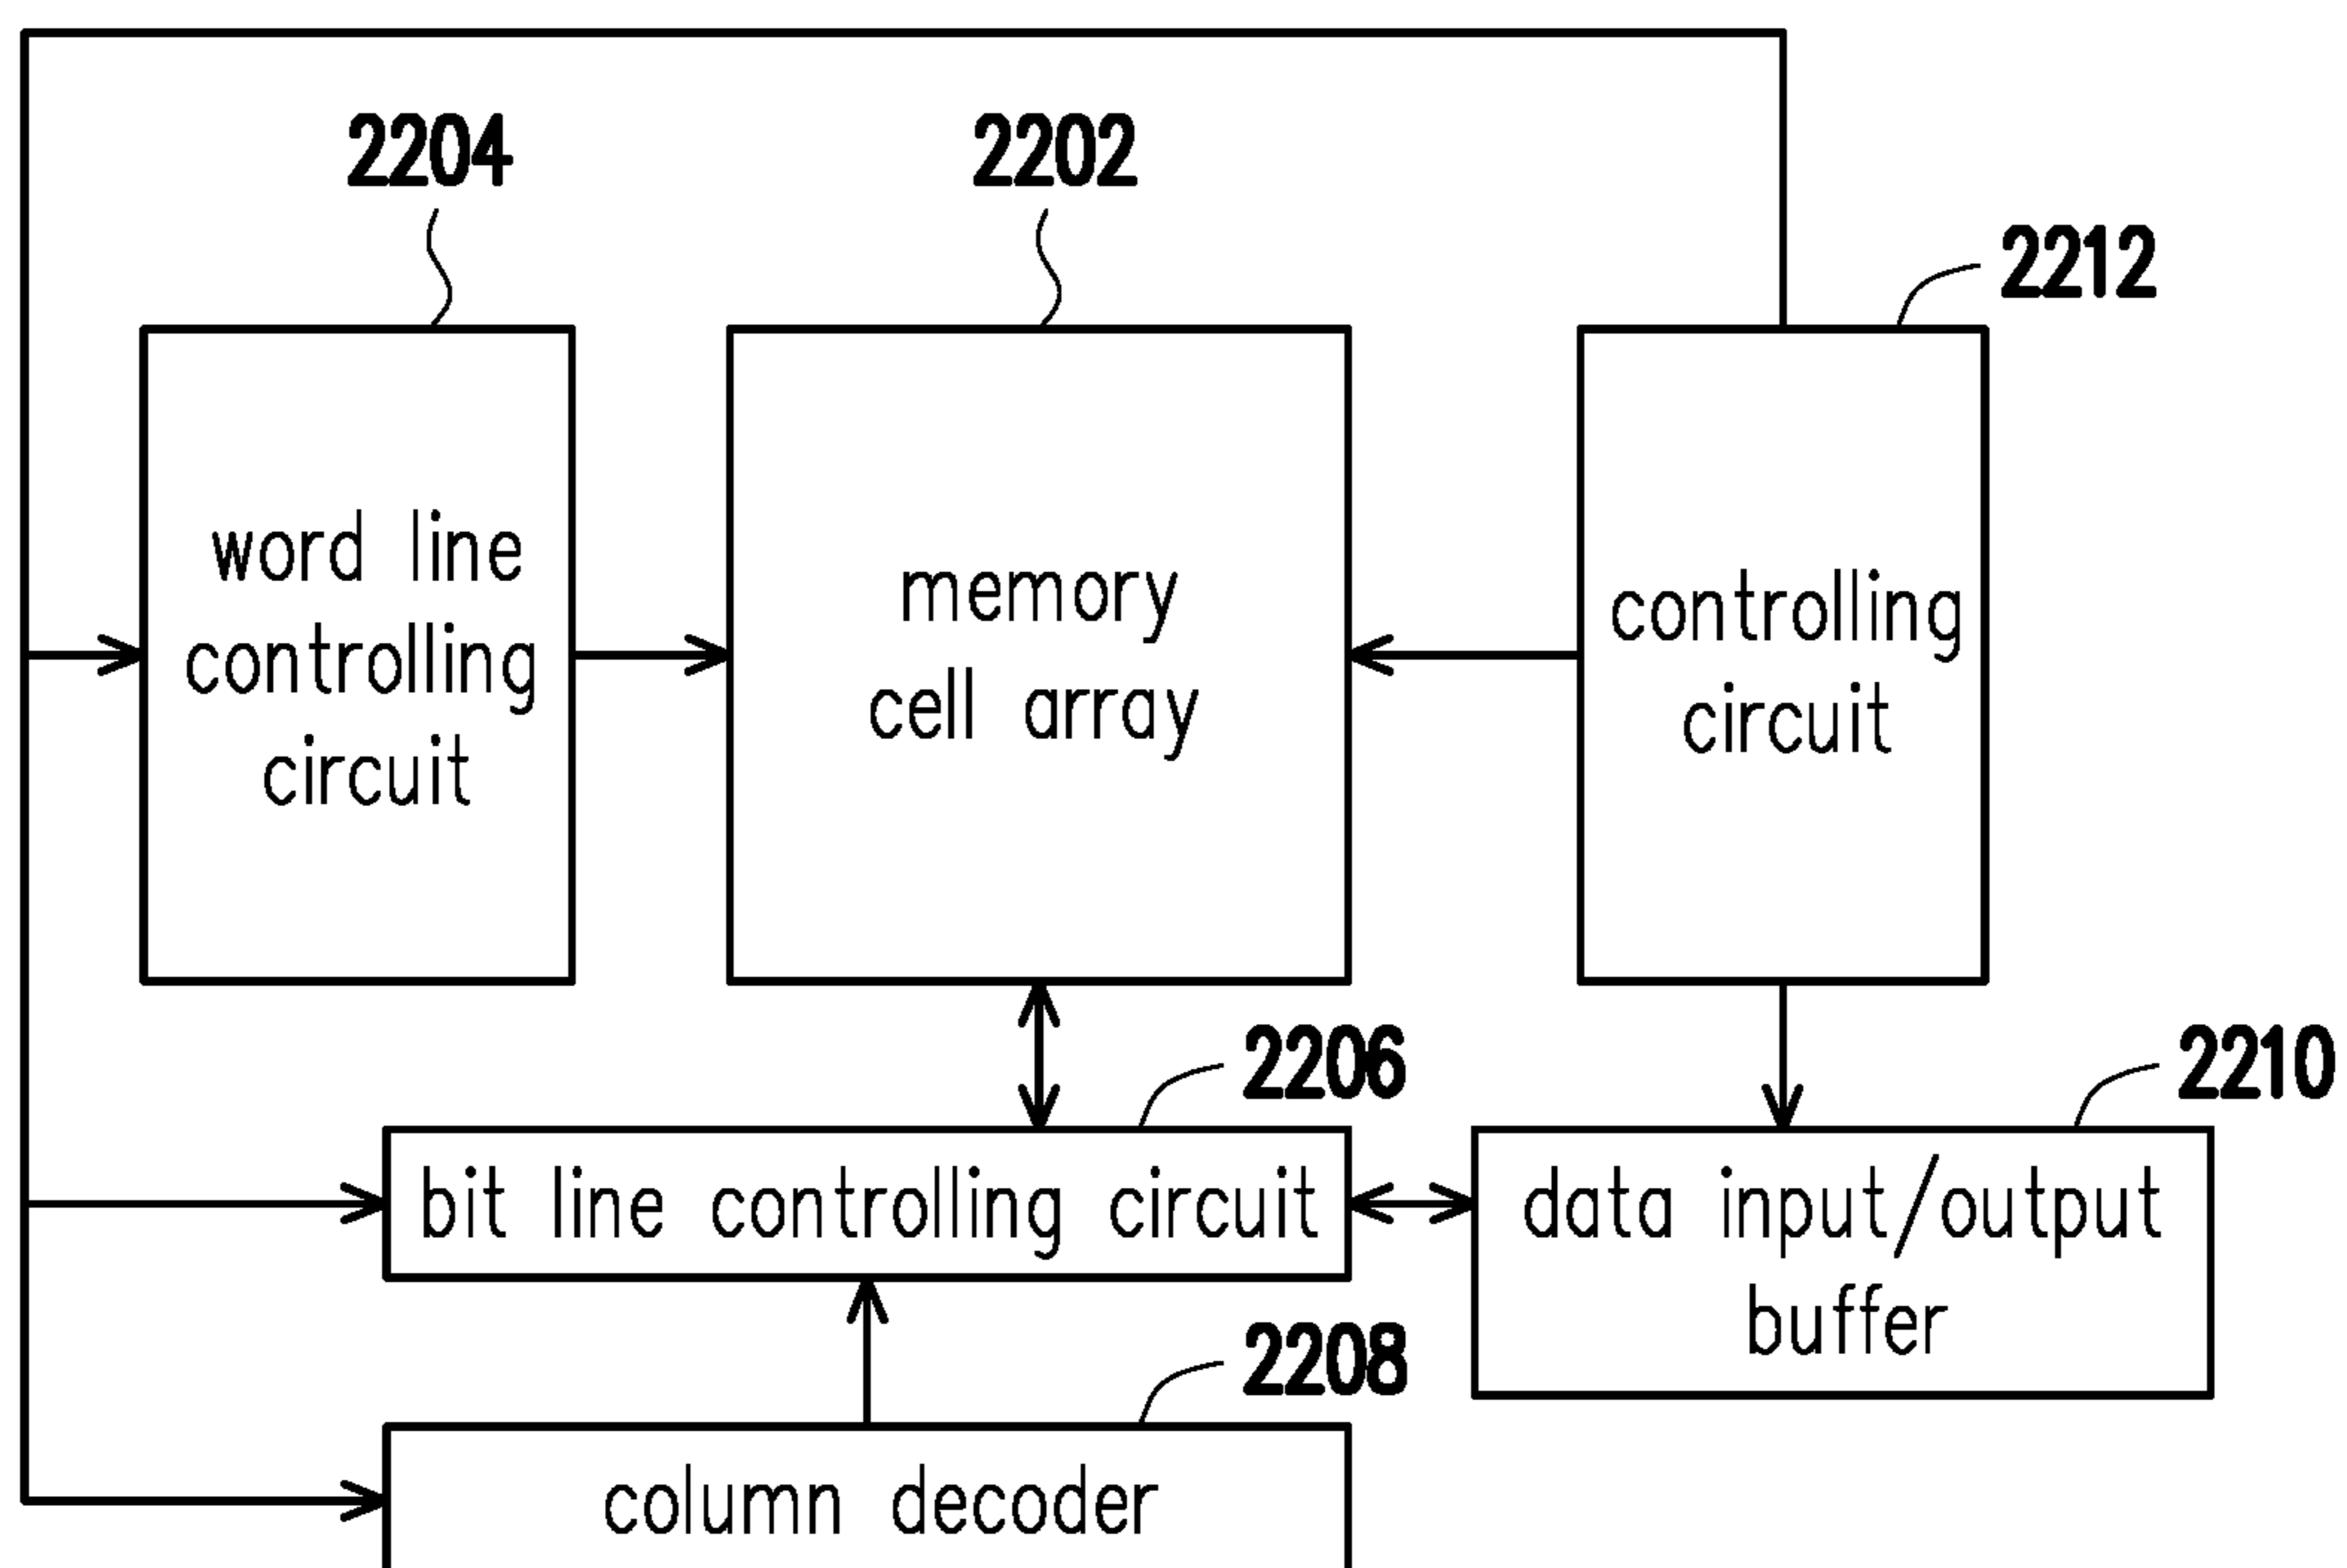 2204
2202
2212
word line
controlling
circuit
memory
cell array
controlling
circuit
2206
2210
bit line controlling circuit
data input/output
buffer
2208
column decoder